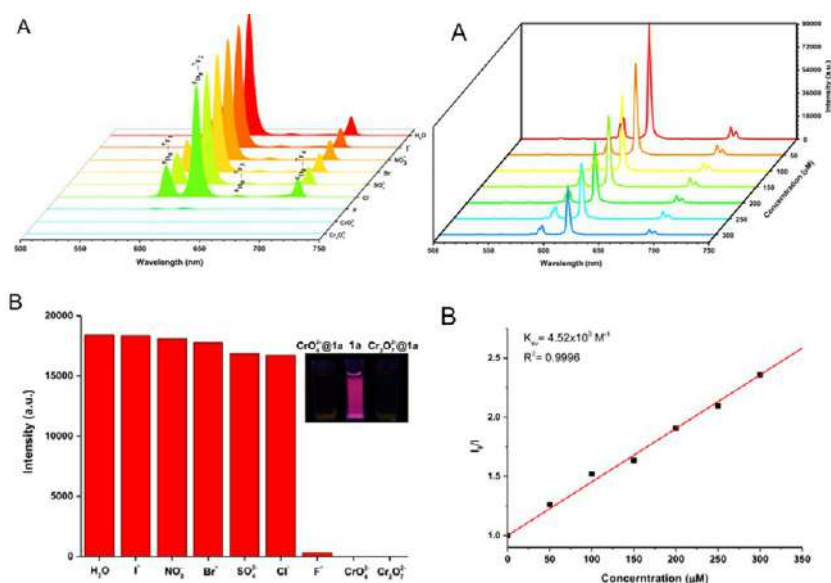 A
H₂O
I⁻
NO₃⁻
Br⁻
SO₄²⁻
Cl⁻
F⁻
CrO₄²⁻
Cr₂O₇²⁻
500 550 600 650 700 750
Wavelength (nm)
A
90000
72000
54000
36000
18000
0
Intensity (a.u.)
50
100
150
200
250
300
Concentration (μM)
500 550 600 650 700 750
Wavelength (nm)
B
20000
15000
10000
5000
0
Intensity (a.u.)
CrO₄²⁻@1a 1a Cr₂O₇²⁻@1a
H₂O I⁻ NO₃⁻ Br⁻ SO₄²⁻ Cl⁻ F⁻ CrO₄²⁻ Cr₂O₇²⁻
B
Kₛᵥ= 4.52x10³ M⁻¹
R²= 0.9996
2.5
2.0
1.5
1.0
I₀/I
0 50 100 150 200 250 300 350
Concerntration (μM)